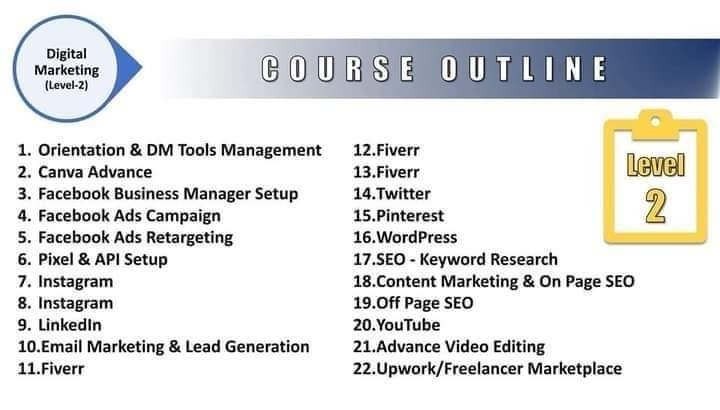 Digital
Marketing
(Level-2)
COURSE OUTLINE
1. Orientation & DM Tools Management
2. Canva Advance
3. Facebook Business Manager Setup
4. Facebook Ads Campaign
5. Facebook Ads Retargeting
6. Pixel & API Setup
7. Instagram
8. Instagram
9. LinkedIn
10.Email Marketing & Lead Generation
11.Fiverr
12.Fiverr
13.Fiverr
14.Twitter
15.Pinterest
16.WordPress
17.SEO - Keyword Research
18.Content Marketing & On Page SEO
19.Off Page SEO
20.YouTube
21.Advance Video Editing
22.Upwork/Freelancer Marketplace
Level
2